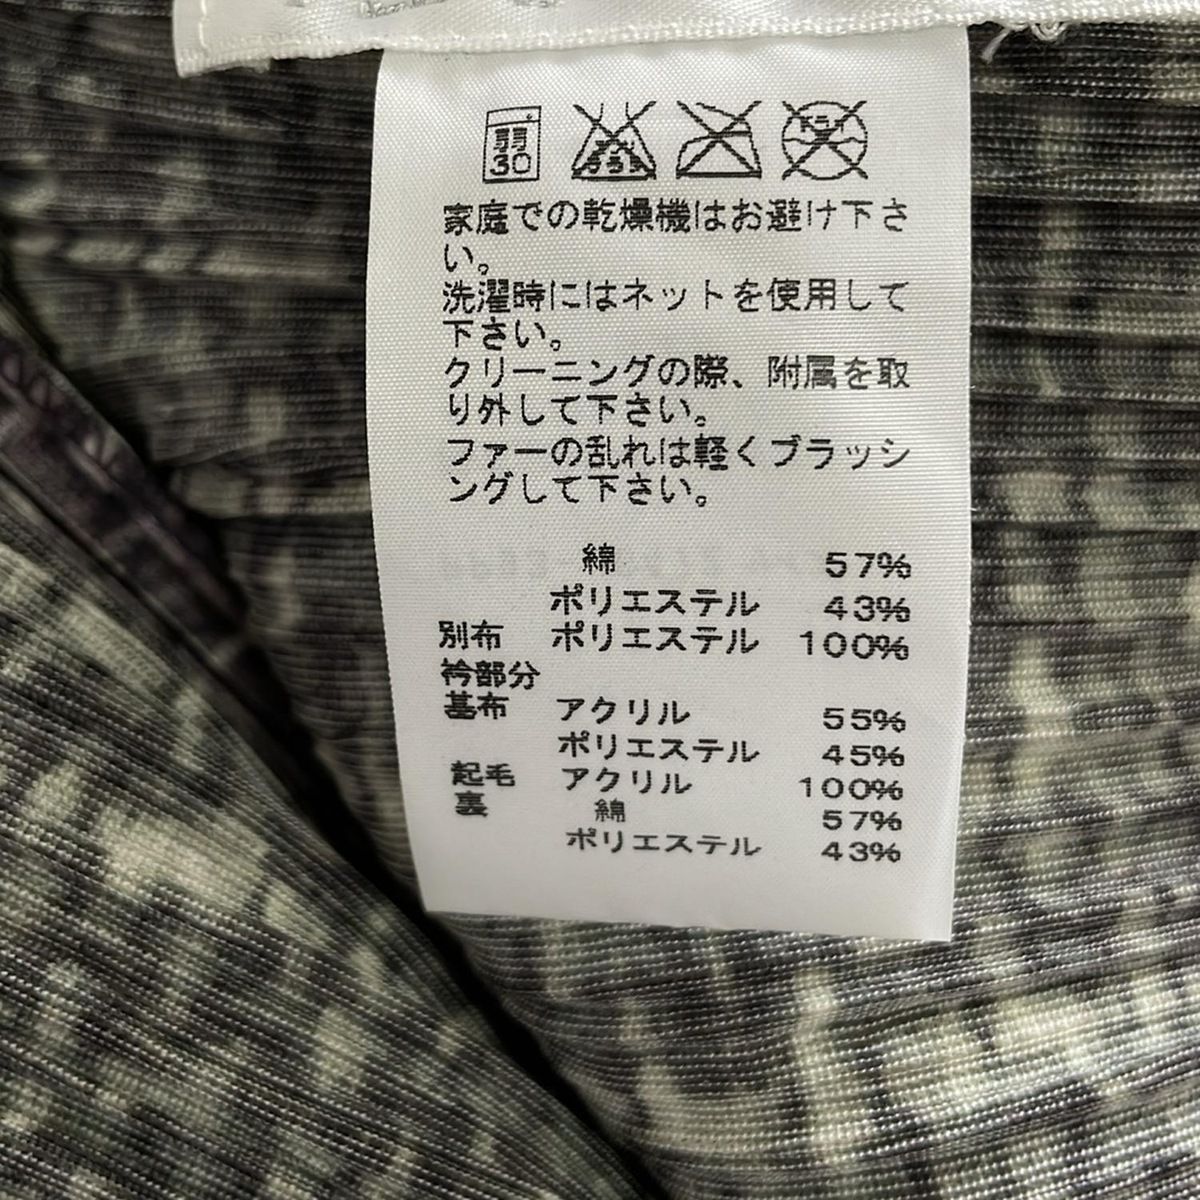 弱
30
エンソ サラシ
ドライ
家庭での乾燥機はお避け下さ
い。
洗濯時にはネットを使用して
下さい。
クリーニングの際、附属を取
り外して下さい。
ファーの乱れは軽くブラッシ
ングして下さい。
綿 57%
ポリエステル 43%
別布 ポリエステル 100%
衿部分
基布 アクリル 55%
ポリエステル 45%
起毛 アクリル 100%
裏 綿 57%
ポリエステル 43%